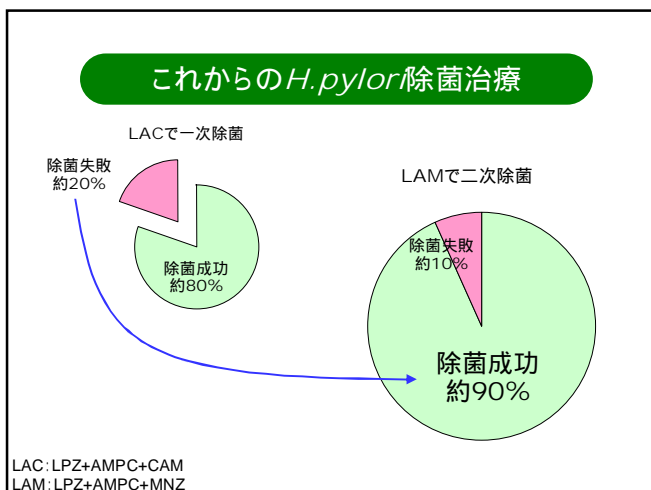 これからのH.pylori除菌治療
LACで一次除菌
除菌失敗
約20%
除菌成功
約80%
LAMで二次除菌
除菌失敗
約10%
除菌成功
約90%
LAC:LPZ+AMPC+CAM
LAM:LPZ+AMPC+MNZ